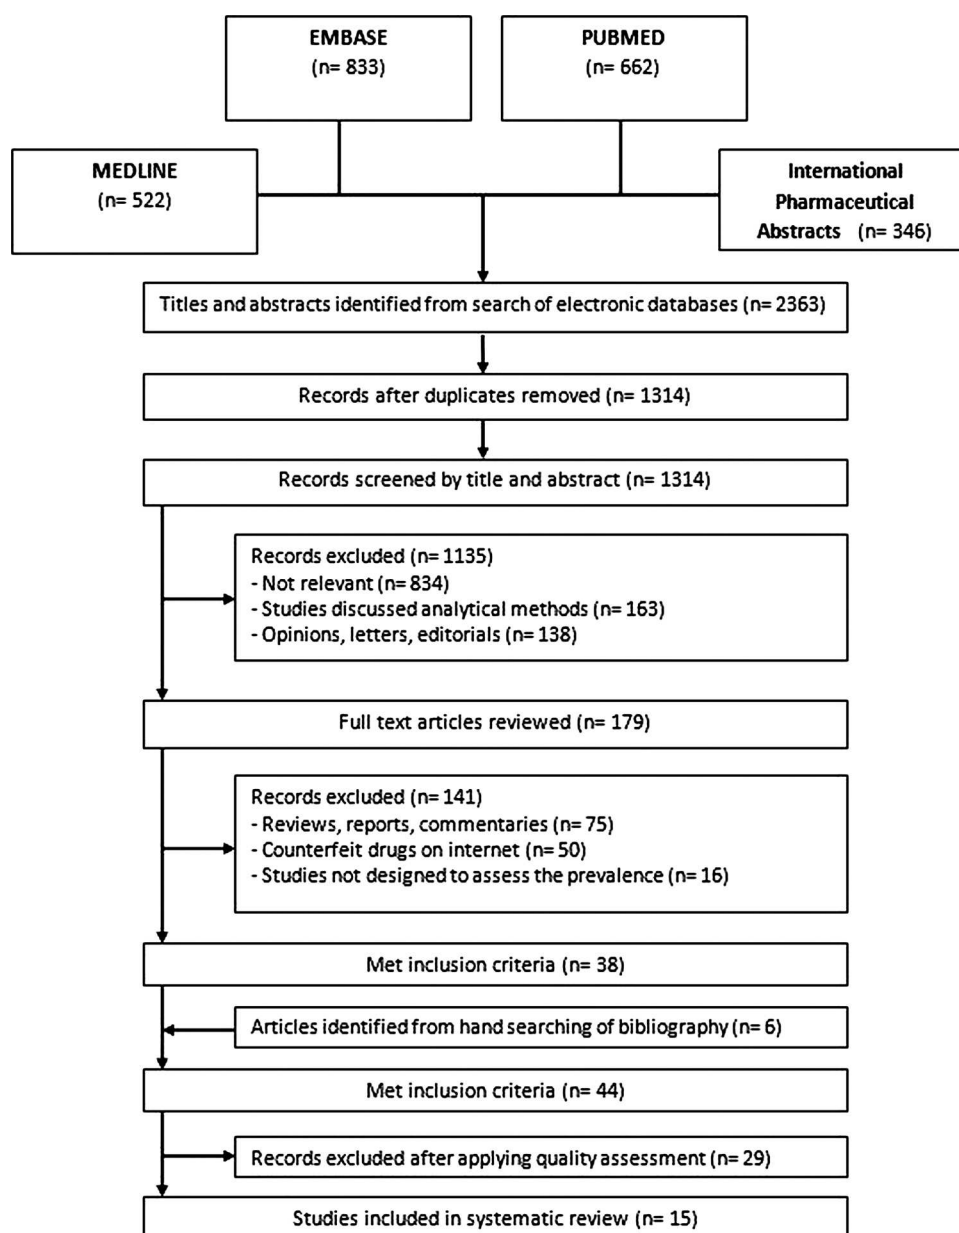 EMBASE
(n= 833)
PUBMED
(n= 662)
MEDLINE
(n= 522)
International
Pharmaceutical
Abstracts (n= 346)
Titles and abstracts identified from search of electronic databases (n= 2363)
Records after duplicates removed (n= 1314)
Records screened by title and abstract (n= 1314)
Records excluded (n= 1135)
- Not relevant (n= 834)
- Studies discussed analytical methods (n= 163)
- Opinions, letters, editorials (n= 138)
Full text articles reviewed (n= 179)
Records excluded (n= 141)
- Reviews, reports, commentaries (n= 75)
- Counterfeit drugs on internet (n= 50)
- Studies not designed to assess the prevalence (n= 16)
Met inclusion criteria (n= 38)
Articles identified from hand searching of bibliography (n= 6)
Met inclusion criteria (n= 44)
Records excluded after applying quality assessment (n= 29)
Studies included in systematic review (n= 15)